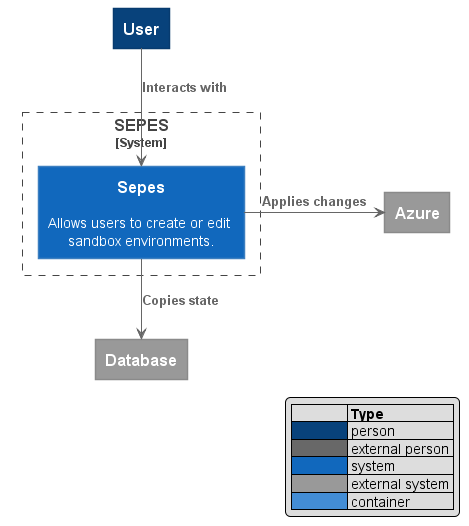 User
Interacts with
SEPES
[System]
Sepes
Allows users to create or edit
sandbox environments.
Applies changes
Azure
Copies state
Database
Type
person
external person
system
external system
container